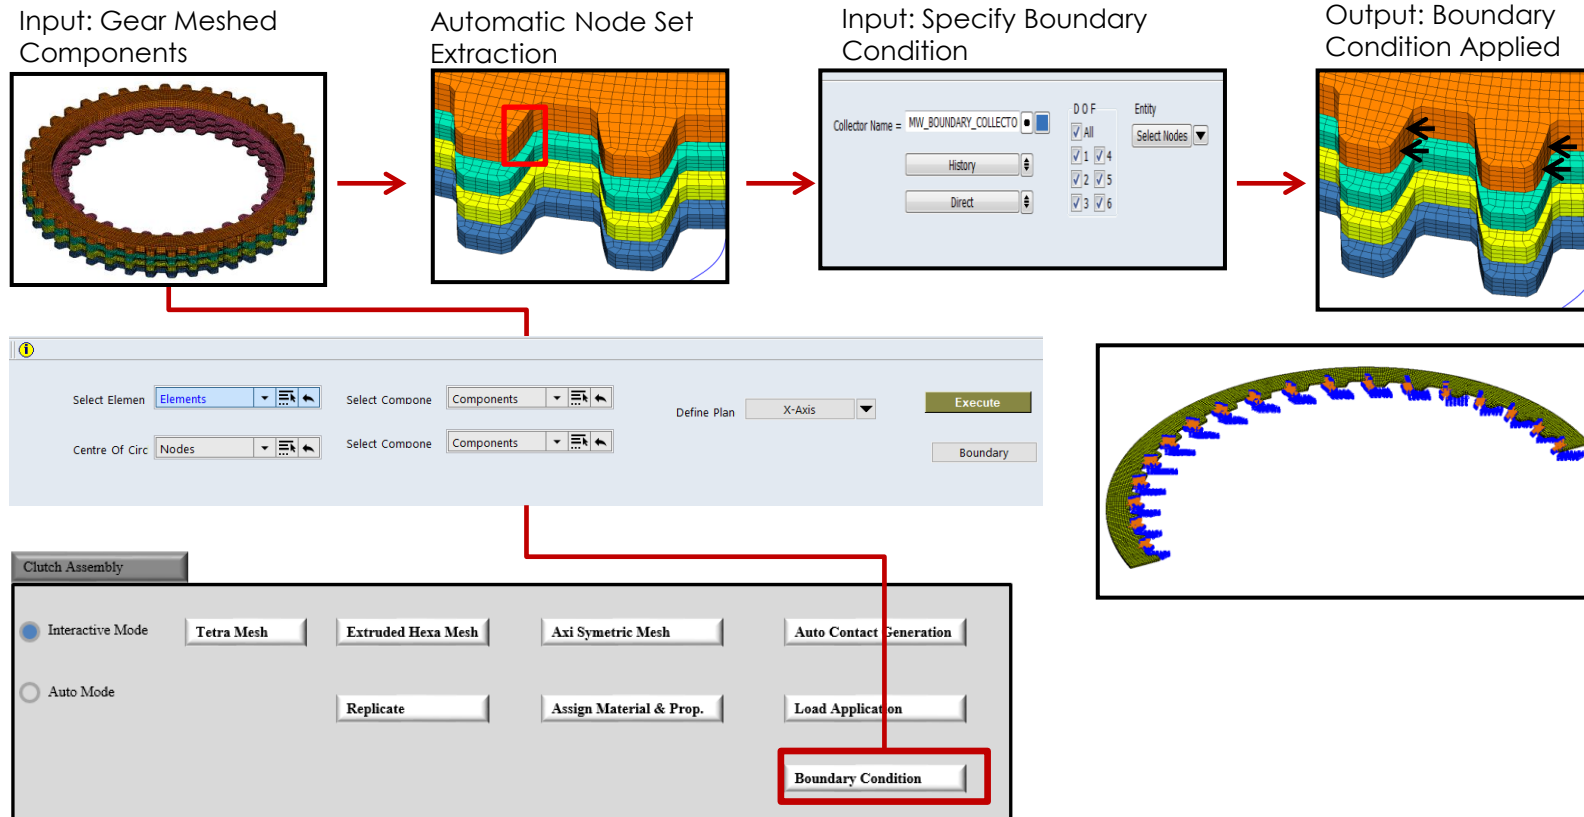 Input: Gear Meshed
Components
Automatic Node Set
Extraction
Input: Specify Boundary
Condition
Output: Boundary
Condition Applied
Collector Name = MW_BOUNDARY_COLLECTO
History
Direct
D O F
All
1 4
2 5
3 6
Entity
Select Nodes
Select Elemen Elements Select Compone Components
Define Plan X-Axis Execute
Centre Of Circ Nodes Select Compone Components
Boundary
Clutch Assembly
Interactive Mode Tetra Mesh Extruded Hexa Mesh Axi Symetric Mesh Auto Contact Generation
Auto Mode Replicate Assign Material & Prop. Load Application
Boundary Condition